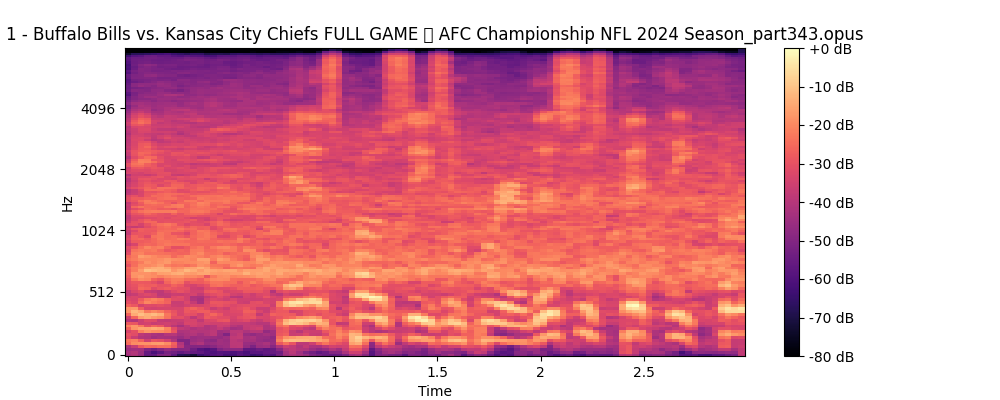 1 - Buffalo Bills vs. Kansas City Chiefs FULL GAME ▯ AFC Championship NFL 2024 Season_part343.opus
+0 dB
-10 dB
-20 dB
-30 dB
-40 dB
-50 dB
-60 dB
-70 dB
-80 dB
4096
2048
1024
512
0
Hz
0
0.5
1
1.5
2
2.5
Time